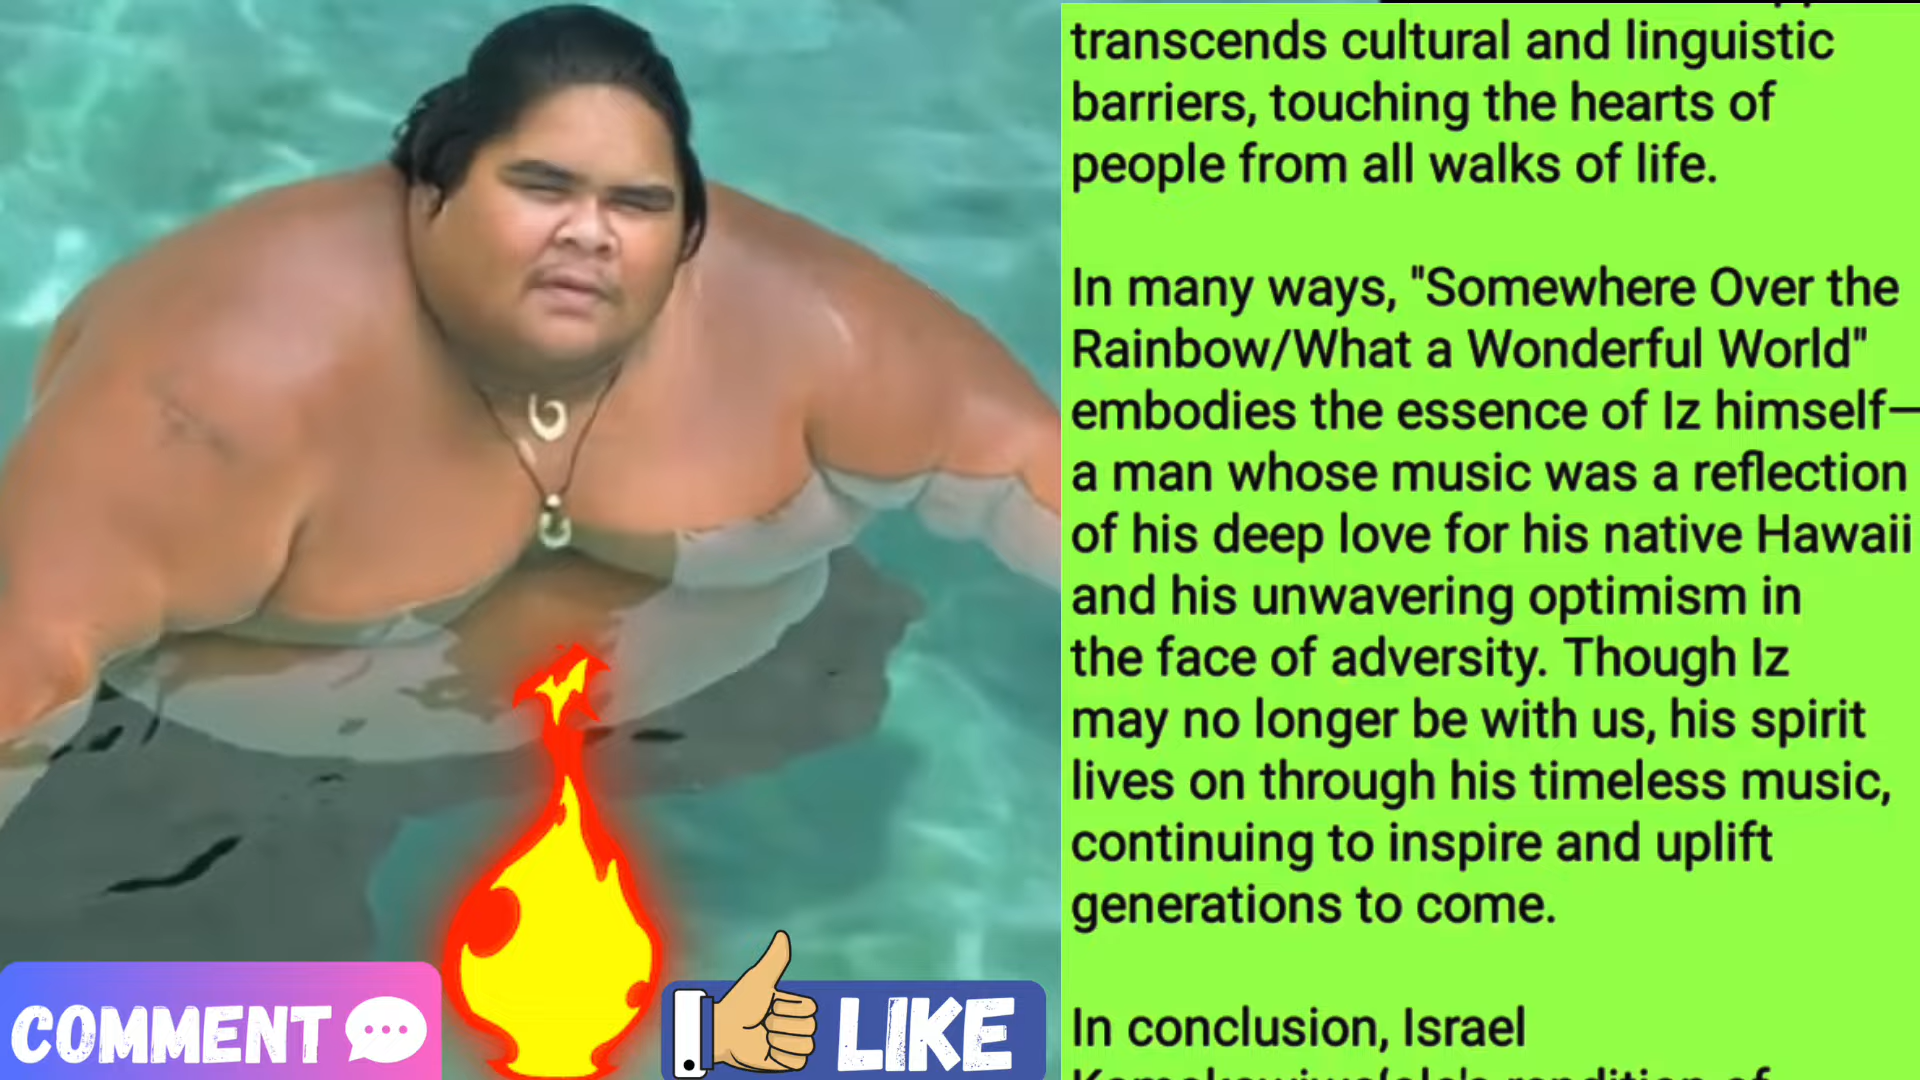 transcends cultural and linguistic
barriers, touching the hearts of
people from all walks of life.
In many ways, "Somewhere Over the
Rainbow/What a Wonderful World"
embodies the essence of Iz himself—
a man whose music was a reflection
of his deep love for his native Hawaii
and his unwavering optimism in
the face of adversity. Though Iz
may no longer be with us, his spirit
lives on through his timeless music,
continuing to inspire and uplift
generations to come.
In conclusion, Israel
Kamakawiwoʻole's rendition of
COMMENT
LIKE